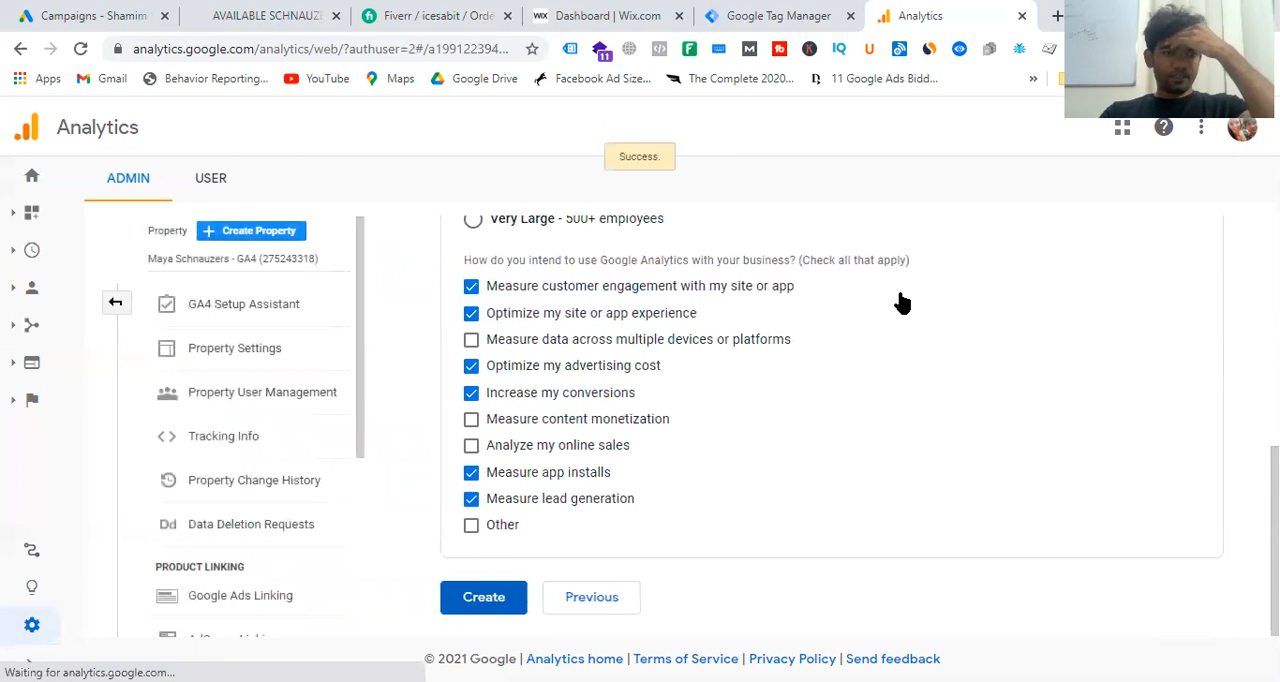 Campaigns - Shamim
AVAILABLE SCHNAUZE
Fiverr / icesabit / Orde
WiX Dashboard | Wix.com
Google Tag Manager
Analytics
analytics.google.com/analytics/web/?authuser=2#/a199122394...
11
Apps
Gmail
Behavior Reporting...
YouTube
Maps
Google Drive
Facebook Ad Size...
The Complete 2020...
11 Google Ads Bidd...
Analytics
Success.
ADMIN
USER
Property
+ Create Property
Maya Schnauzers - GA4 (275243318)
GA4 Setup Assistant
Property Settings
Property User Management
Tracking Info
Property Change History
Dd Data Deletion Requests
PRODUCT LINKING
Google Ads Linking
Very Large - 500+ employees
How do you intend to use Google Analytics with your business? (Check all that apply)
Measure customer engagement with my site or app
Optimize my site or app experience
Measure data across multiple devices or platforms
Optimize my advertising cost
Increase my conversions
Measure content monetization
Analyze my online sales
Measure app installs
Measure lead generation
Other
Create
Previous
© 2021 Google | Analytics home | Terms of Service | Privacy Policy | Send feedback
Waiting for analytics.google.com...